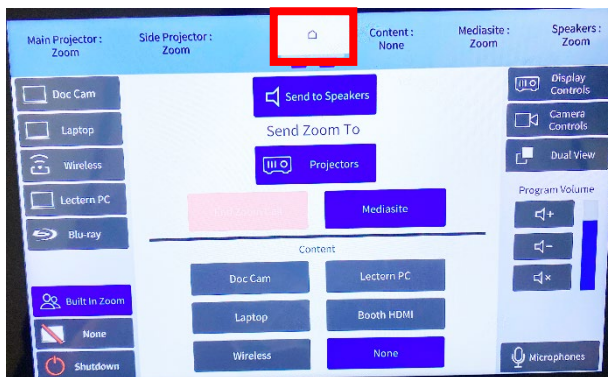 Main Projector :
Zoom
Side Projector :
Zoom
Content :
None
Mediasite :
Zoom
Speakers :
Zoom
Doc Cam
Laptop
Wireless
Lectern PC
Blu-ray
Built In Zoom
None
Shutdown
Send to Speakers
Send Zoom To
Projectors
Mediasite
Content
Doc Cam
Lectern PC
Laptop
Booth HDMI
Wireless
None
Display
Controls
Camera
Controls
Dual View
Program Volume
+
-
×
Microphones